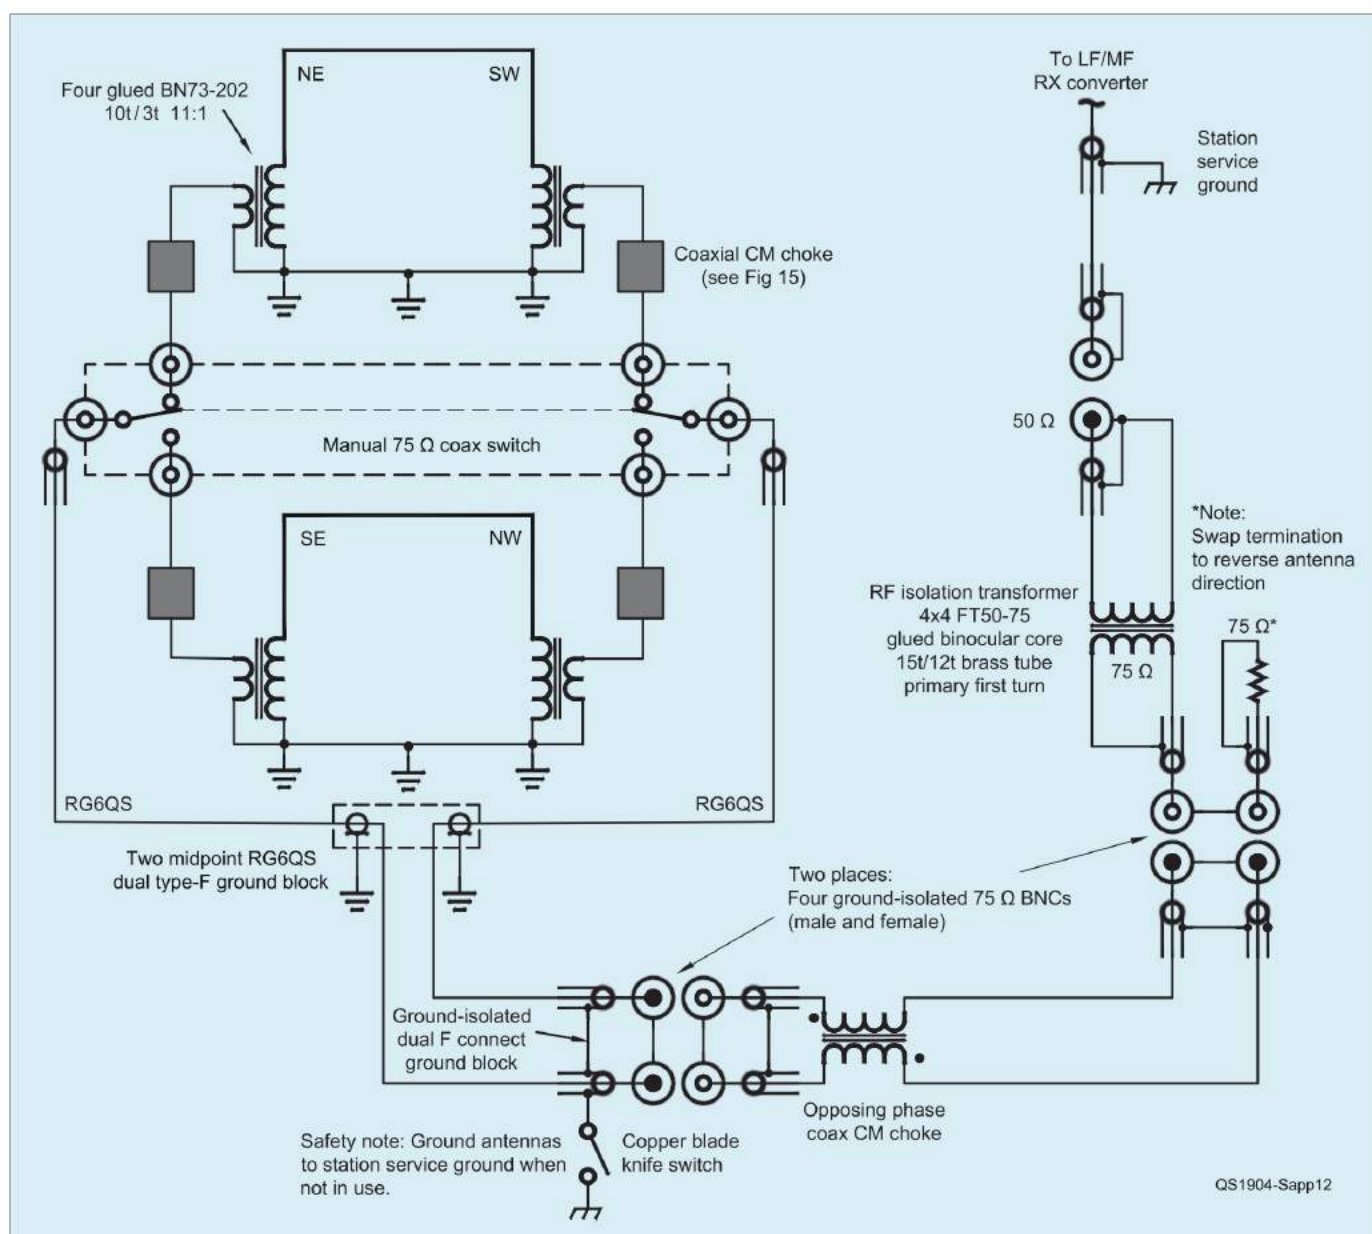 NE
SW
Four glued BN73-202
10t/3t 11:1
To LF/MF
RX converter
Station
service
ground
Coaxial CM choke
(see Fig 15)
Manual 75 Ω coax switch
50 Ω
SE
NW
*Note:
Swap termination
to reverse antenna
direction
RF isolation transformer
4x4 FT50-75
glued binocular core
15t/12t brass tube
primary first turn
75 Ω
75 Ω*
RG6QS
RG6QS
Two midpoint RG6QS
dual type-F ground block
Two places:
Four ground-isolated 75 Ω BNCs
(male and female)
Ground-isolated
dual F connect
ground block
Opposing phase
coax CM choke
Safety note: Ground antennas
to station service ground when
not in use.
Copper blade
knife switch
QS1904-Sapp12